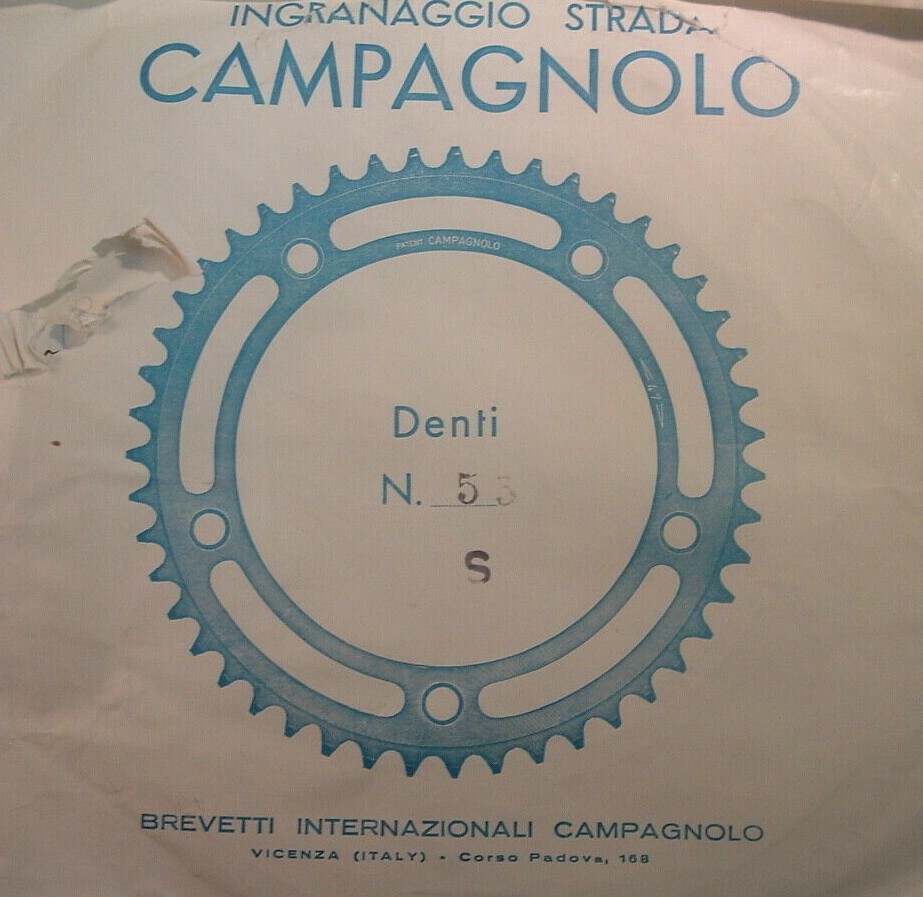 INGRANAGGIO STRADA
CAMPAGNOLO
PATENT CAMPAGNOLO
Denti
N. 53
S
BREVETTI INTERNAZIONALI CAMPAGNOLO
VICENZA (ITALY) - Corso Padova, 168